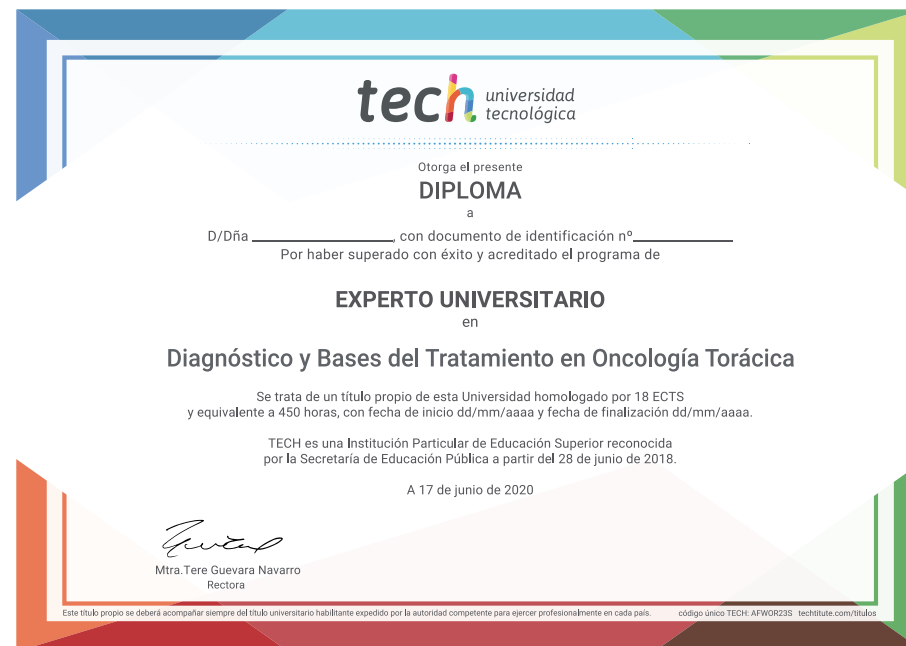 tech universidad
tecnológica
Otorga el presente
DIPLOMA
a
D/Dña ____________________, con documento de identificación nº______________
Por haber superado con éxito y acreditado el programa de
EXPERTO UNIVERSITARIO
en
Diagnóstico y Bases del Tratamiento en Oncología Torácica
Se trata de un título propio de esta Universidad homologado por 18 ECTS
y equivalente a 450 horas, con fecha de inicio dd/mm/aaaa y fecha de finalización dd/mm/aaaa.
TECH es una Institución Particular de Educación Superior reconocida
por la Secretaría de Educación Pública a partir del 28 de junio de 2018.
A 17 de junio de 2020
Mtra.Tere Guevara Navarro
Rectora
Este título propio se deberá acompañar siempre del título universitario habilitante expedido por la autoridad competente para ejercer profesionalmente en cada país. código único TECH: AFWOR23S techtitute.com/titulos